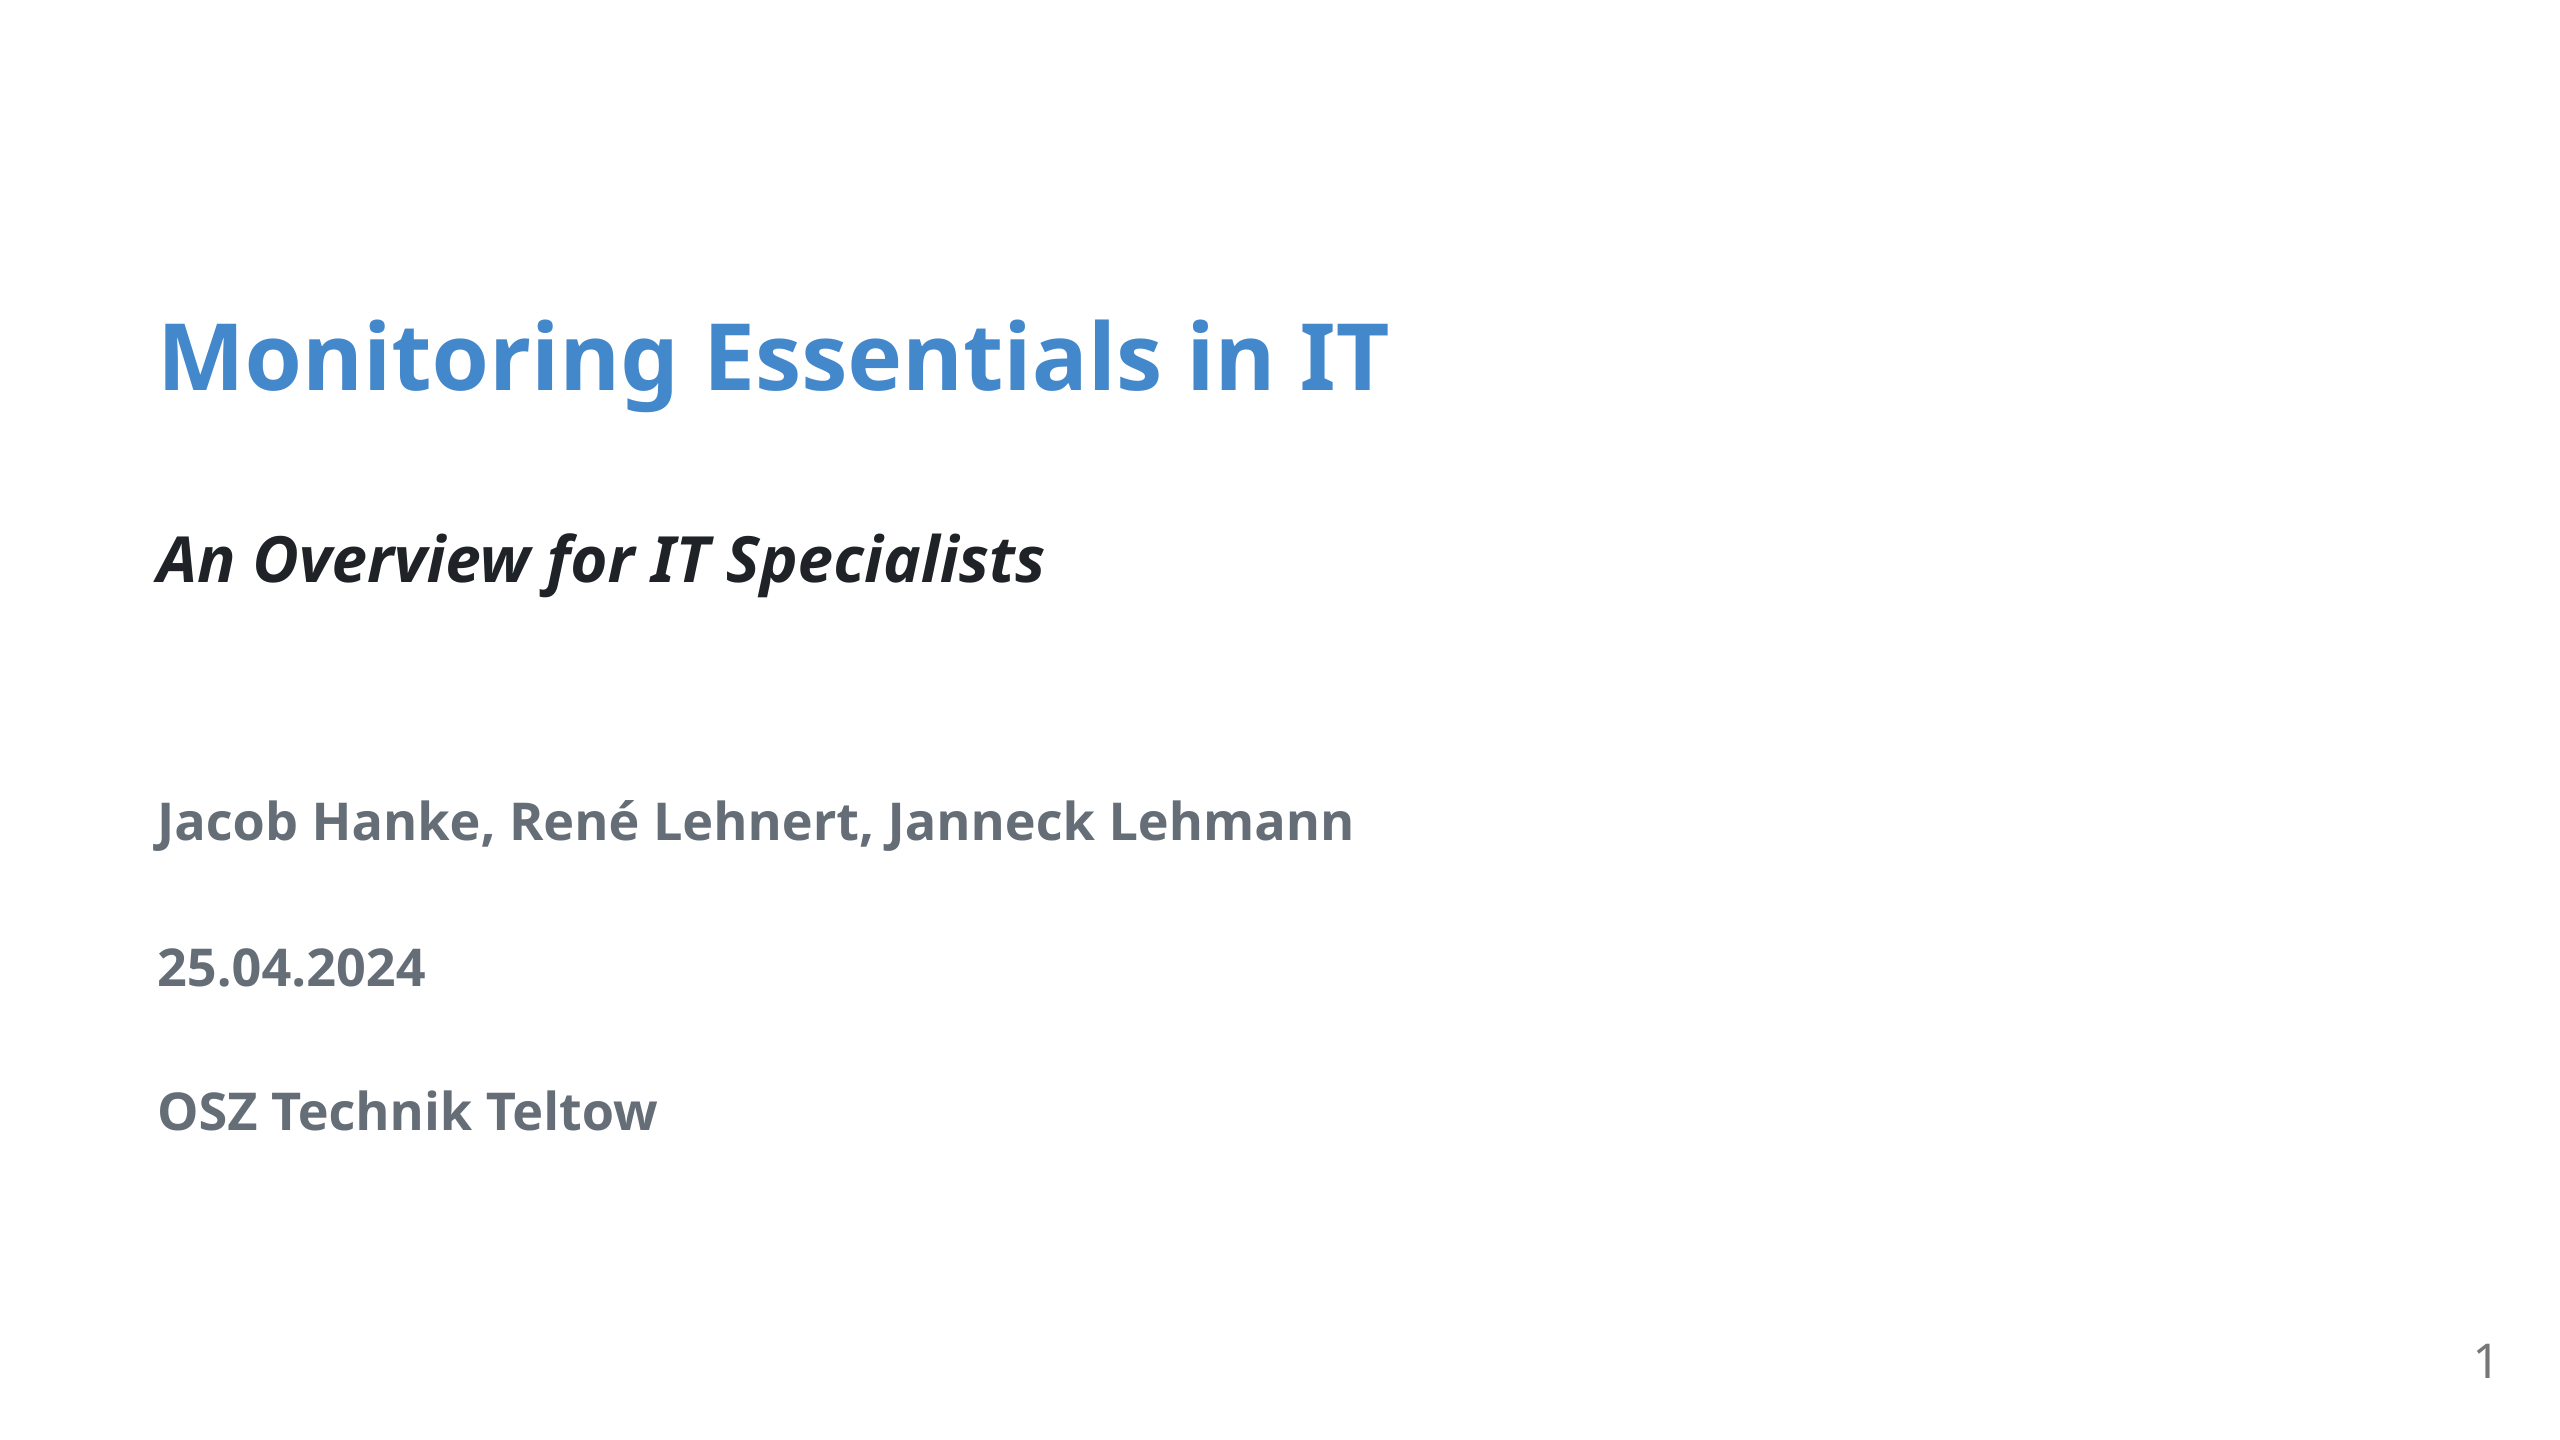 Monitoring Essentials in IT
An Overview for IT Specialists
Jacob Hanke, René Lehnert, Janneck Lehmann
25.04.2024
OSZ Technik Teltow
1